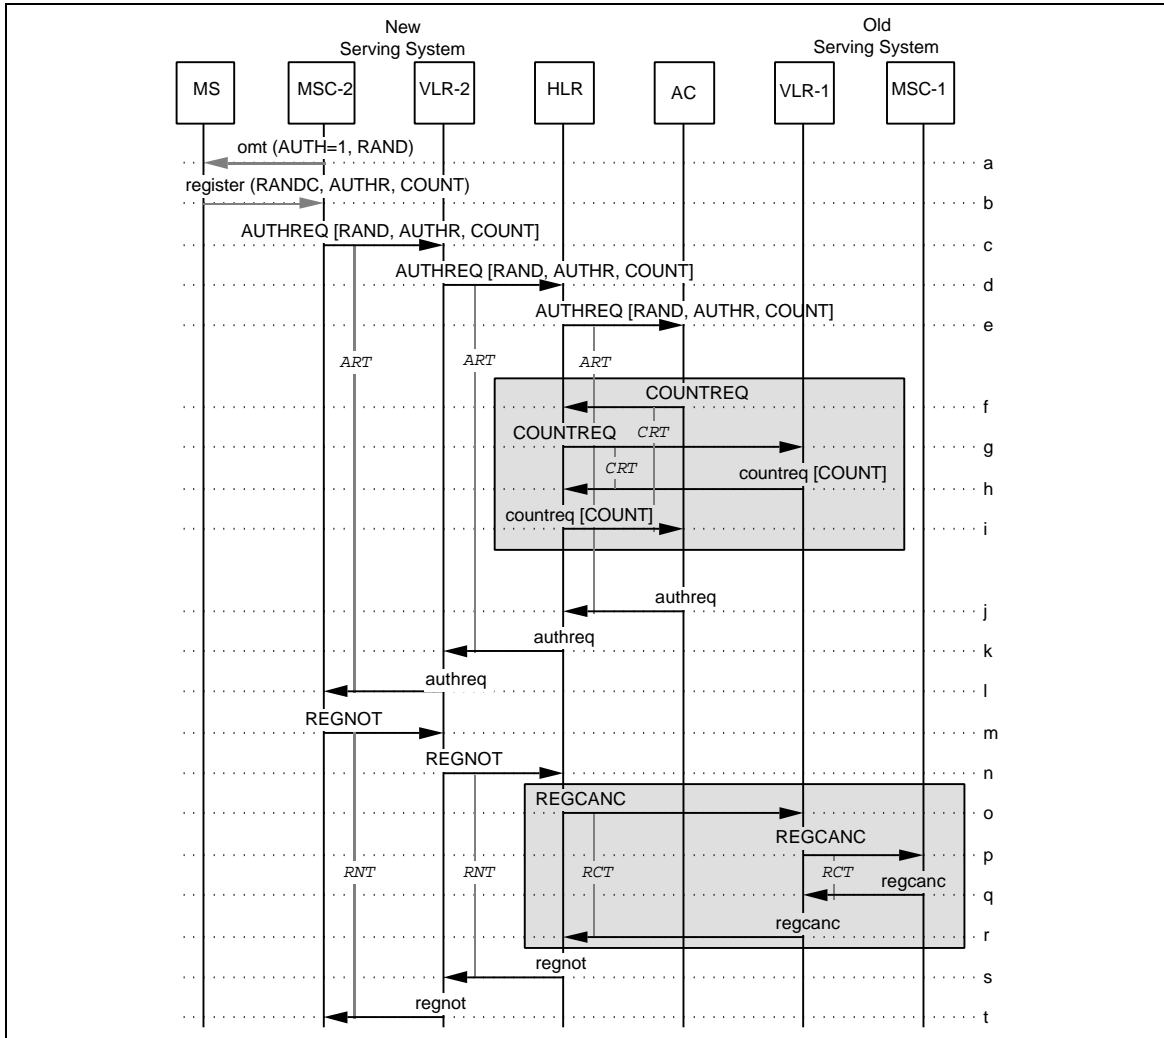 New
Serving System
Old
Serving System
MS
MSC-2
VLR-2
HLR
AC
VLR-1
MSC-1
omt (AUTH=1, RAND)
a
register (RANDC, AUTHR, COUNT)
b
AUTHREQ [RAND, AUTHR, COUNT]
c
AUTHREQ [RAND, AUTHR, COUNT]
d
AUTHREQ [RAND, AUTHR, COUNT]
e
ART
ART
ART
COUNTREQ
f
COUNTREQ
CRT
g
CRT
countreq [COUNT]
h
countreq [COUNT]
i
authreq
j
authreq
k
authreq
l
REGNOT
m
REGNOT
n
REGCANC
o
REGCANC
p
RNT
RNT
RCT
RCT
regcanc
q
regcanc
r
regnot
s
regnot
t